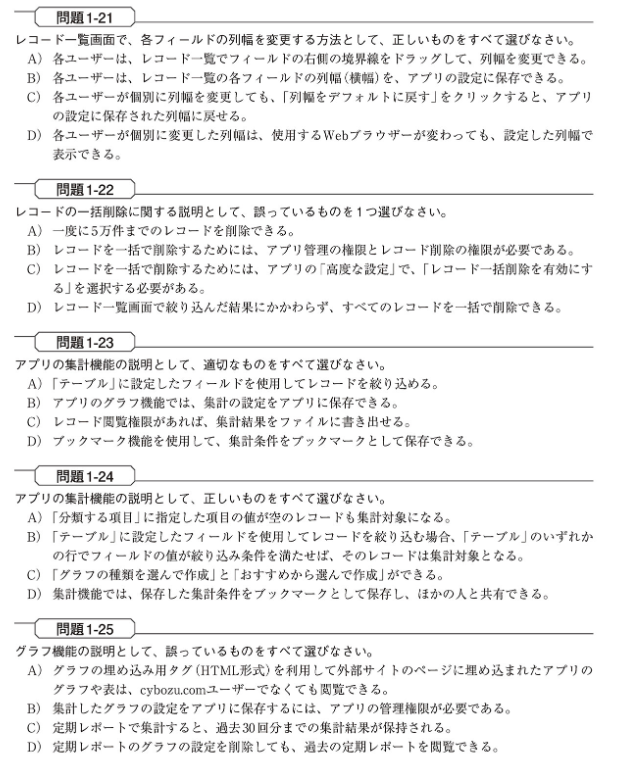 問題1-21
レコード一覧画面で、各フィールドの列幅を変更する方法として、正しいものをすべて選びなさい。
A） 各ユーザーは、レコード一覧でフィールドの右側の境界線をドラッグして、列幅を変更できる。
B） 各ユーザーは、レコード一覧の各フィールドの列幅（横幅）を、アプリの設定に保存できる。
C） 各ユーザーが個別に列幅を変更しても、「列幅をデフォルトに戻す」をクリックすると、アプリ
の設定に保存された列幅に戻せる。
D） 各ユーザーが個別に変更した列幅は、使用するWebブラウザーが変わっても、設定した列幅で
表示できる。
問題1-22
レコードの一括削除に関する説明として、誤っているものを１つ選びなさい。
A） 一度に5万件までのレコードを削除できる。
B） レコードを一括で削除するためには、アプリ管理の権限とレコード削除の権限が必要である。
C） レコードを一括で削除するためには、アプリの「高度な設定」で、「レコード一括削除を有効にす
る」を選択する必要がある。
D） レコード一覧画面で絞り込んだ結果にかかわらず、すべてのレコードを一括で削除できる。
問題1-23
アプリの集計機能の説明として、適切なものをすべて選びなさい。
A） 「テーブル」に設定したフィールドを使用してレコードを絞り込める。
B） アプリのグラフ機能では、集計の設定をアプリに保存できる。
C） レコード閲覧権限があれば、集計結果をファイルに書き出せる。
D） ブックマーク機能を使用して、集計条件をブックマークとして保存できる。
問題1-24
アプリの集計機能の説明として、正しいものをすべて選びなさい。
A） 「分類する項目」に指定した項目の値が空のレコードも集計対象になる。
B） 「テーブル」に設定したフィールドを使用してレコードを絞り込む場合、「テーブル」のいずれか
の行でフィールドの値が絞り込み条件を満たせば、そのレコードは集計対象となる。
C） 「グラフの種類を選んで作成」と「おすすめから選んで作成」ができる。
D） 集計機能では、保存した集計条件をブックマークとして保存し、ほかの人と共有できる。
問題1-25
グラフ機能の説明として、誤っているものをすべて選びなさい。
A） グラフの埋め込み用タグ（HTML形式）を利用して外部サイトのページに埋め込まれたアプリの
グラフや表は、cybozu.comユーザーでなくても閲覧できる。
B） 集計したグラフの設定をアプリに保存するには、アプリの管理権限が必要である。
C） 定期レポートで集計すると、過去30回分までの集計結果が保持される。
D） 定期レポートのグラフの設定を削除しても、過去の定期レポートを閲覧できる。